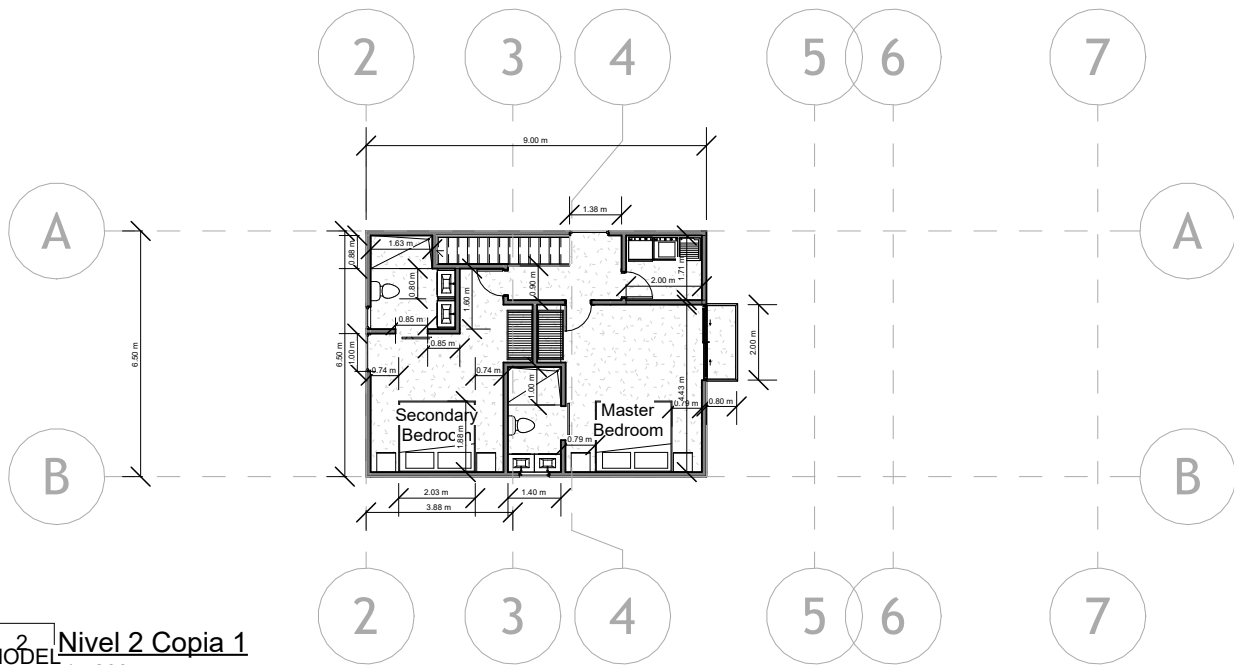 2 3 4 5 6 7
9.00 m
1.38 m
A A
0.88 m
1.63 m
1.71 m
2.00 m
0.80 m
0.90 m
1.60 m
0.85 m
0.85 m
6.50 m
6.50 m
1.00 m
2.00 m
0.74 m
0.74 m
1.00 m
4.43 m
0.79 m
0.80 m
Secondary
Bedroom
1.88 m
Master
Bedroom
0.79 m
B B
2.03 m
1.40 m
3.88 m
2 3 4 5 6 7
2
MODEL
Nivel 2 Copia 1